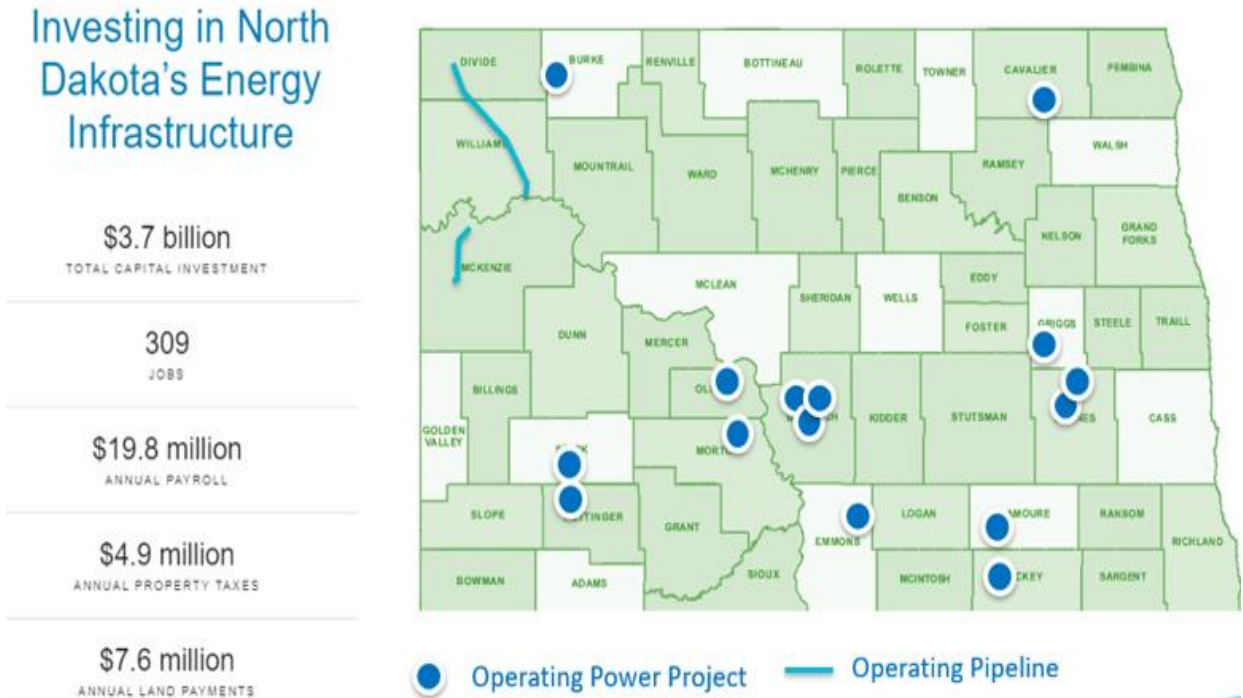 Investing in North
Dakota's Energy
Infrastructure
$3.7 billion
TOTAL CAPITAL INVESTMENT
309
JOBS
$19.8 million
ANNUAL PAYROLL
$4.9 million
ANNUAL PROPERTY TAXES
$7.6 million
ANNUAL LAND PAYMENTS
DIVIDE
BURKE
RENVILLE
BOTTINEAU
ROLETTE
TOWNER
CAVALIER
PEMBINA
WILLIAMS
MOUNTRAIL
WARD
MCHENRY
PIERCE
BENSON
RAMSEY
WALSH
NELSON
GRAND
FORKS
MCKENZIE
MCLEAN
SHERIDAN
WELLS
EDDY
FOSTER
GRIGGS
STEELE
TRAILL
DUNN
MERCER
BILLINGS
KIDDER
STUTSMAN
CASS
GOLDEN
VALLEY
SLOPE
GRANT
EMMONS
LOGAN
RANSOM
RICHLAND
BOWMAN
ADAMS
SIOUX
MCINTOSH
SARGENT
Operating Power Project
Operating Pipeline